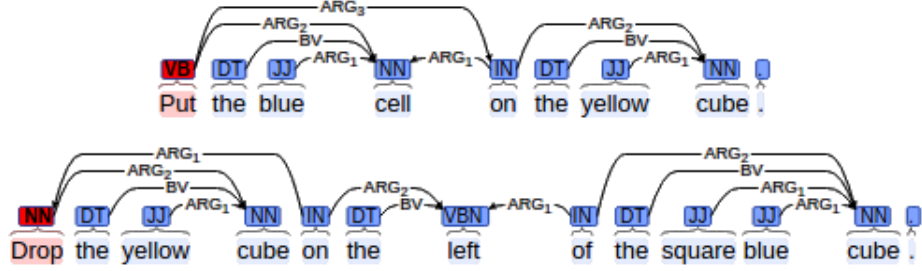 ARG₃
ARG₂ ARG₂
BV BV
ARG₁ ARG₁ ARG₁
VB DT JJ NN IN DT JJ NN .
Put the blue cell on the yellow cube .
ARG₁ ARG₂
ARG₂ BV
BV ARG₂ ARG₁
ARG₁ BV ARG₁ ARG₁
NN DT JJ NN IN DT VBN IN DT JJ JJ NN .
Drop the yellow cube on the left of the square blue cube .